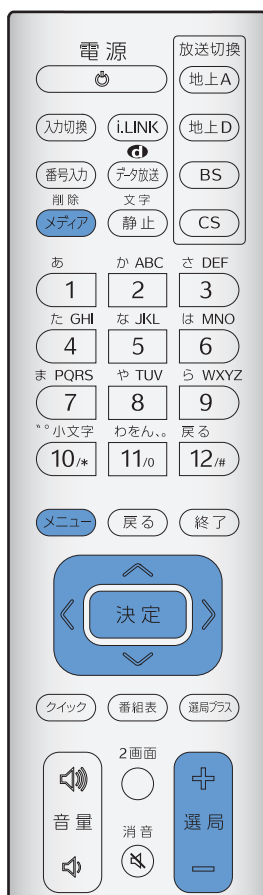 電源
放送切換
地上A
入力切換
i.LINK
地上D
番号入力
データ放送
BS
削除
文字
メディア
静止
CS
あ
か ABC
さ DEF
1
2
3
た GHI
な JKL
は MNO
4
5
6
ま PQRS
や TUV
ら WXYZ
7
8
9
゛゜小文字
わをん、。
戻る
10/*
11/0
12/#
メニュー
戻る
終了
決定
クイック
番組表
選局プラス
2画面
音量
消音
選局